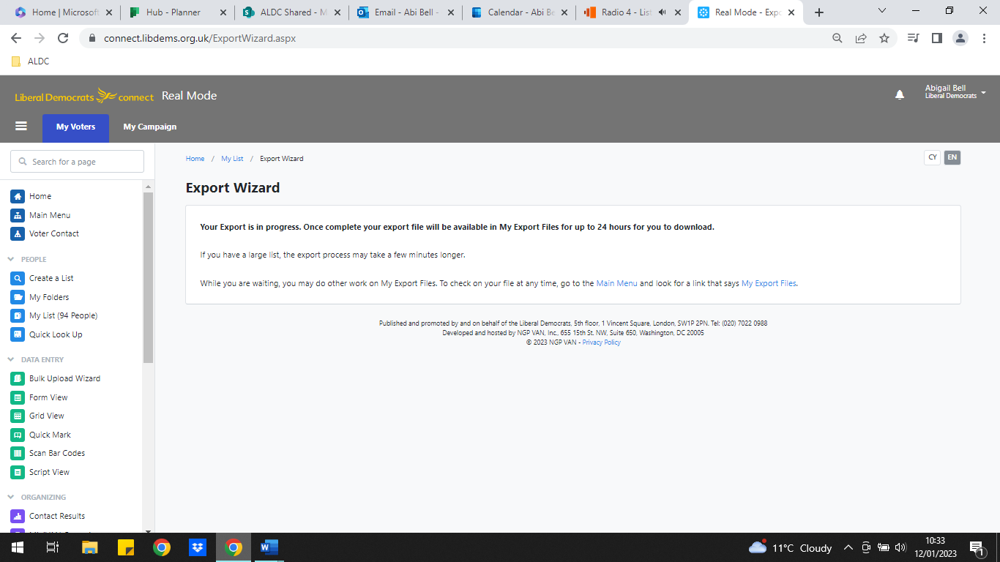 Home | Microsoft
Hub - Planner
ALDC Shared - M
Email - Abi Bell -
Calendar - Abi Be
Radio 4 - List
Real Mode - Expo
connect.libdems.org.uk/ExportWizard.aspx
ALDC
Liberal Democrats connect Real Mode
Abigail Bell
Liberal Democrats
My Voters
My Campaign
Search for a page
Home / My List / Export Wizard
CY EN
Export Wizard
Your Export is in progress. Once complete your export file will be available in My Export Files for up to 24 hours for you to download.
If you have a large list, the export process may take a few minutes longer.
While you are waiting, you may do other work on My Export Files. To check on your file at any time, go to the Main Menu and look for a link that says My Export Files.
Published and promoted by and on behalf of the Liberal Democrats, 5th floor, 1 Vincent Square, London, SW1P 2PN. Tel: (020) 7022 0988
Developed and hosted by NGP VAN, Inc., 655 15th St. NW, Suite 650, Washington, DC 20005
© 2023 NGP VAN - Privacy Policy
Home
Main Menu
Voter Contact
PEOPLE
Create a List
My Folders
My List (94 People)
Quick Look Up
DATA ENTRY
Bulk Upload Wizard
Form View
Grid View
Quick Mark
Scan Bar Codes
Script View
ORGANIZING
Contact Results
11°C Cloudy
10:33
12/01/2023
1